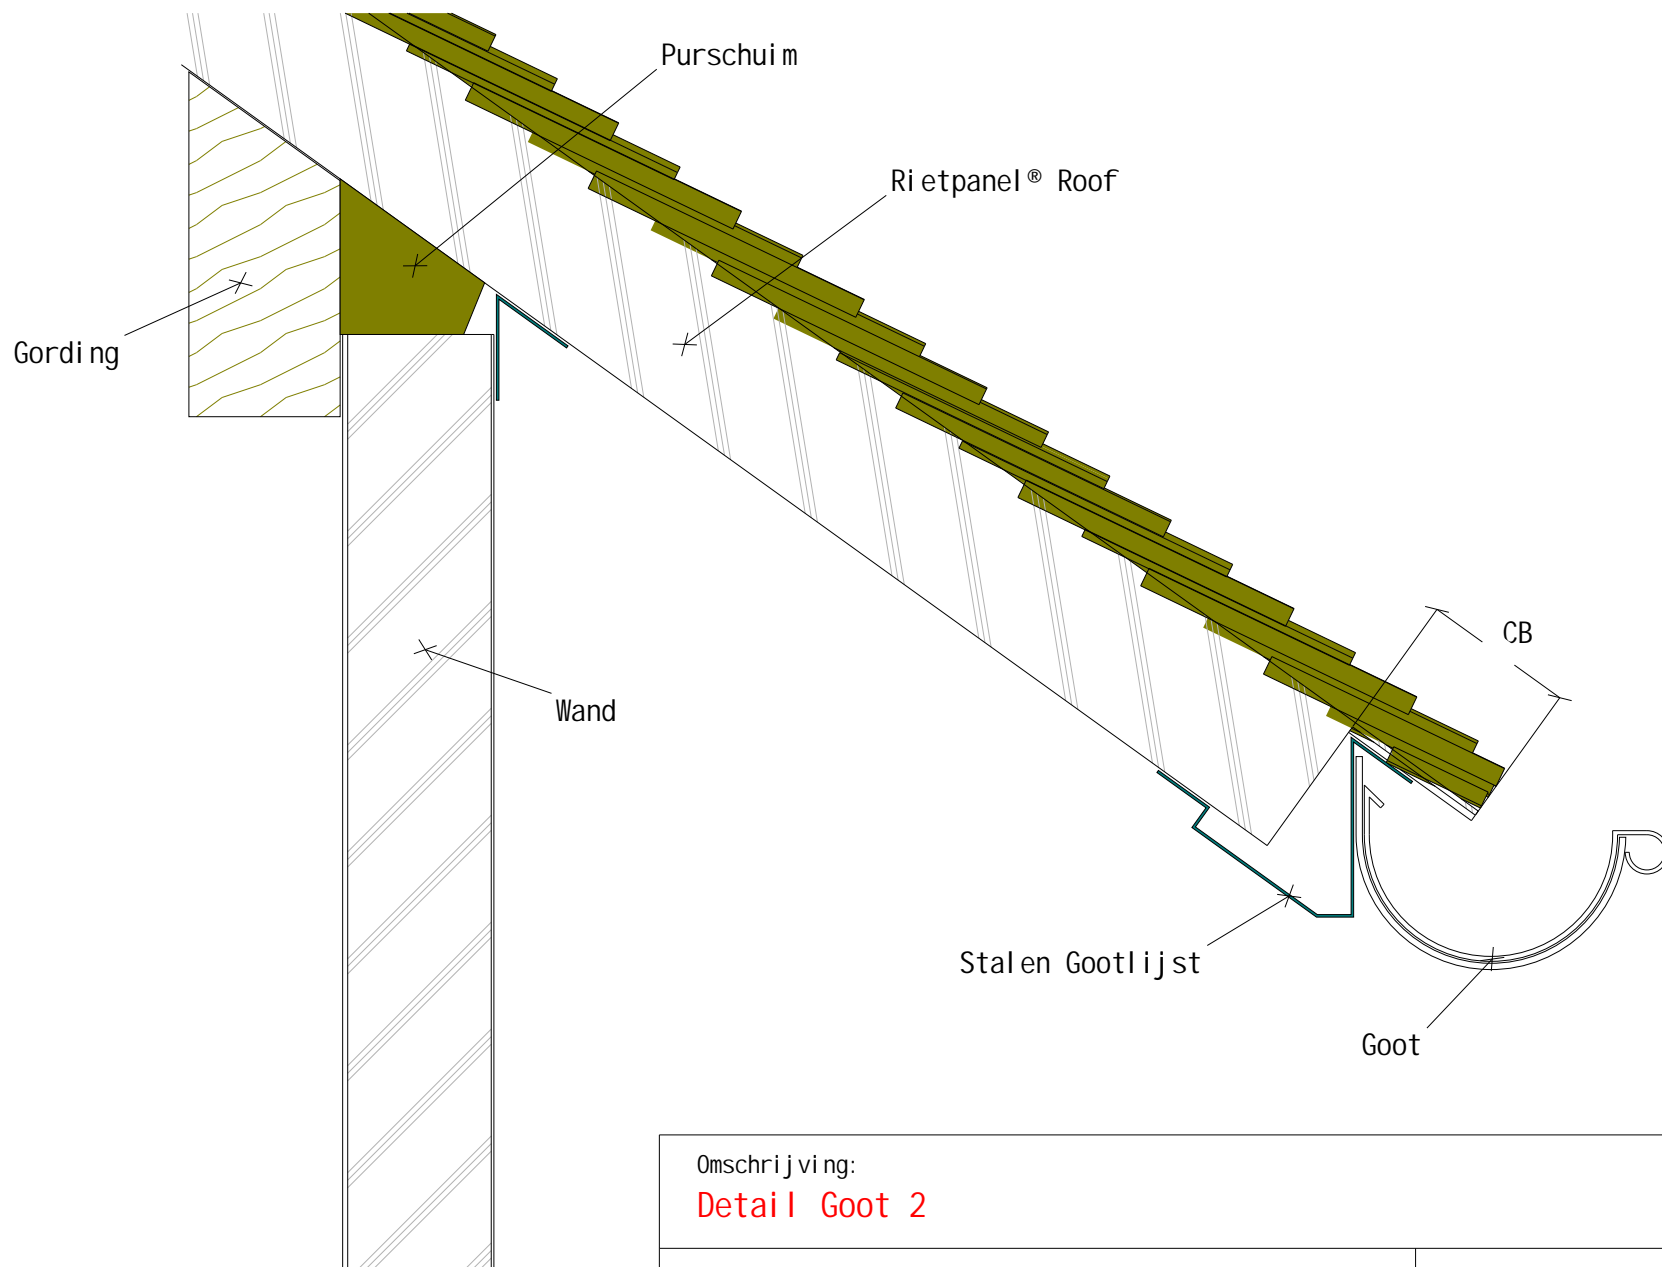 Purschuim
Rietpanel® Roof
Gording
CB
Wand
Stalen Gootlijst
Goot
Omschrijving:
Detail Goot 2